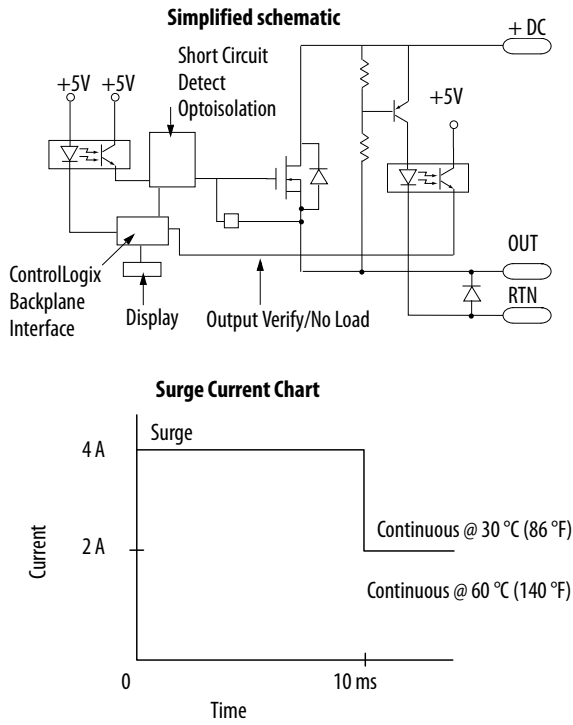 Simplified schematic
+ DC
Short Circuit
Detect
Optoisolation
+5V +5V
+5V
OUT
RTN
ControlLogix
Backplane
Interface
Display
Output Verify/No Load
Surge Current Chart
Surge
4 A
Continuous @ 30 °C (86 °F)
2 A
Current
Continuous @ 60 °C (140 °F)
0
10 ms
Time